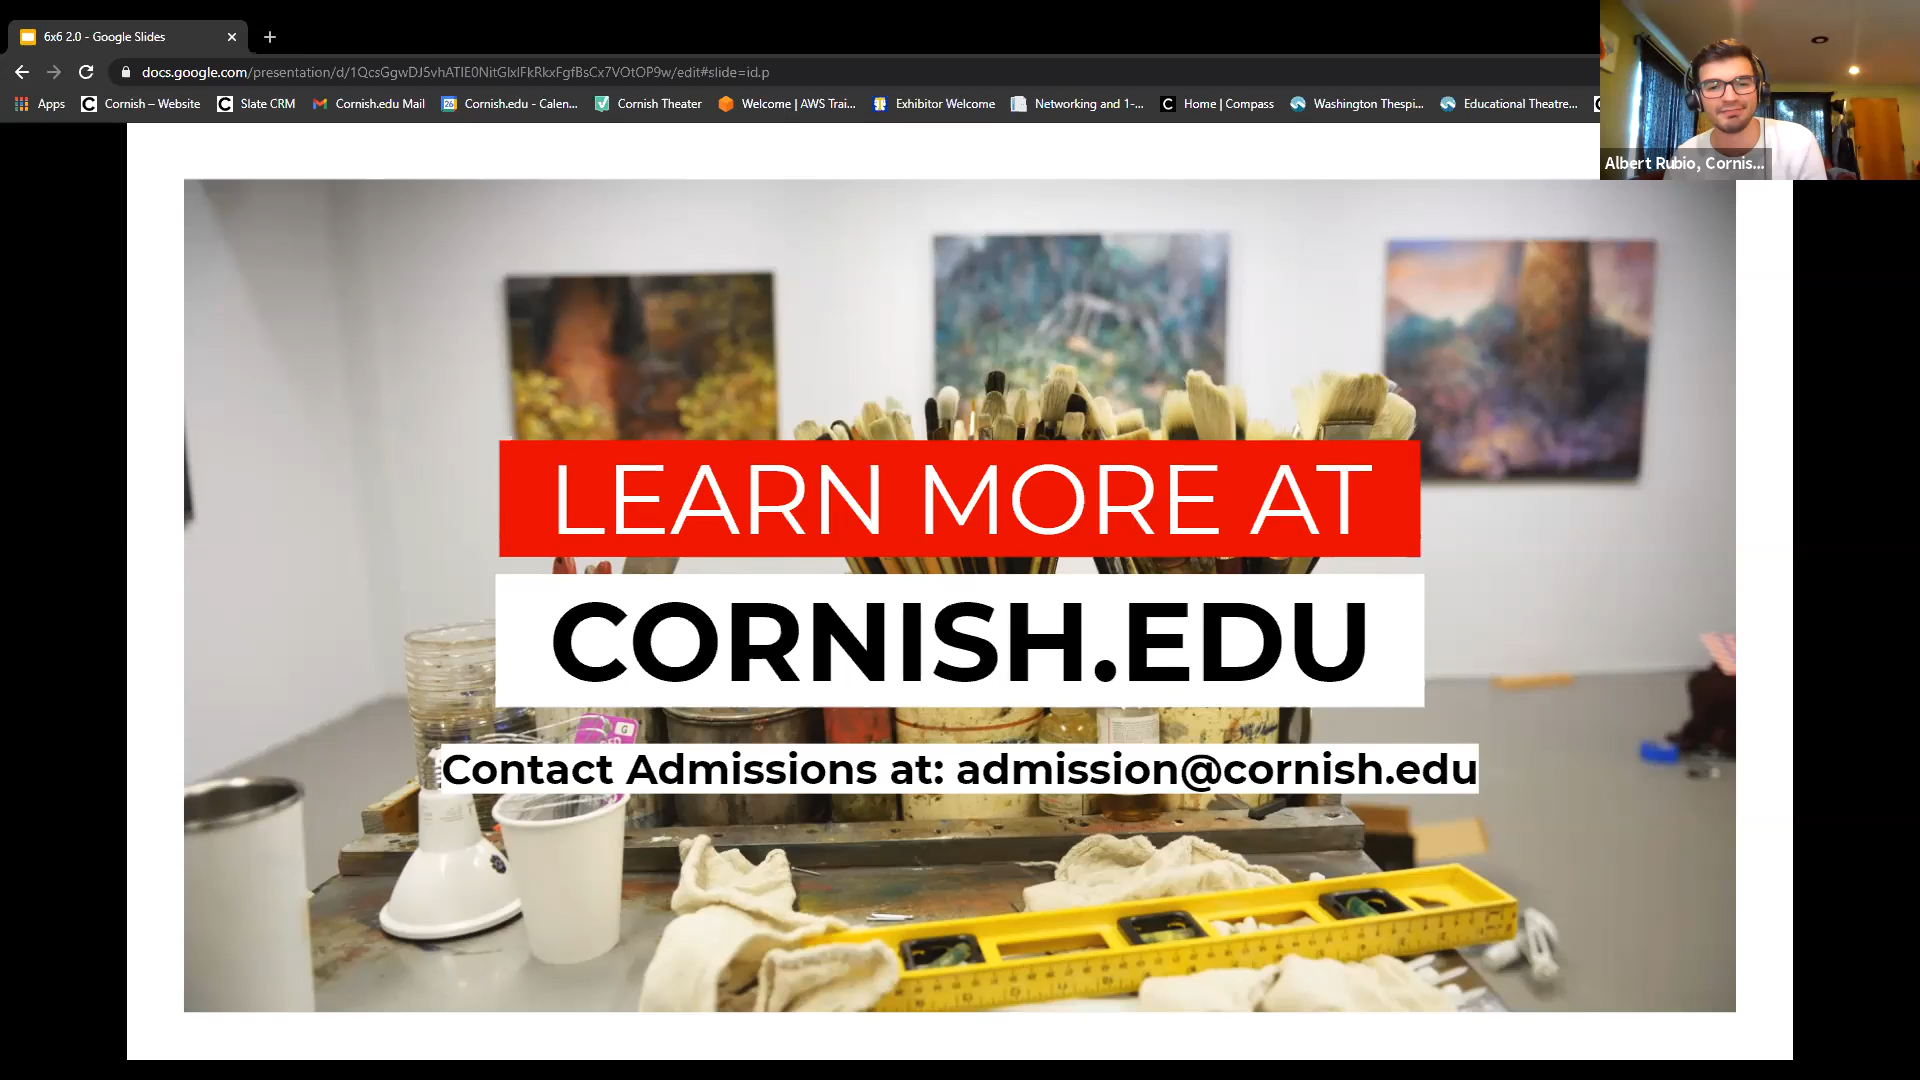 6x6 2.0 - Google Slides
docs.google.com/presentation/d/1QcsGgwDJ5vhATlE0NitGlxlFkRkxFgfBsCx7VOtOP9w/edit#slide=id.p
Apps
Cornish – Website
Slate CRM
Cornish.edu Mail
Cornish.edu - Calen...
Cornish Theater
Welcome | AWS Trai...
Exhibitor Welcome
Networking and 1-...
Home | Compass
Washington Thespi...
Educational Theatre...
Albert Rubio, Cornis...
LEARN MORE AT
CORNISH.EDU
Contact Admissions at: admission@cornish.edu